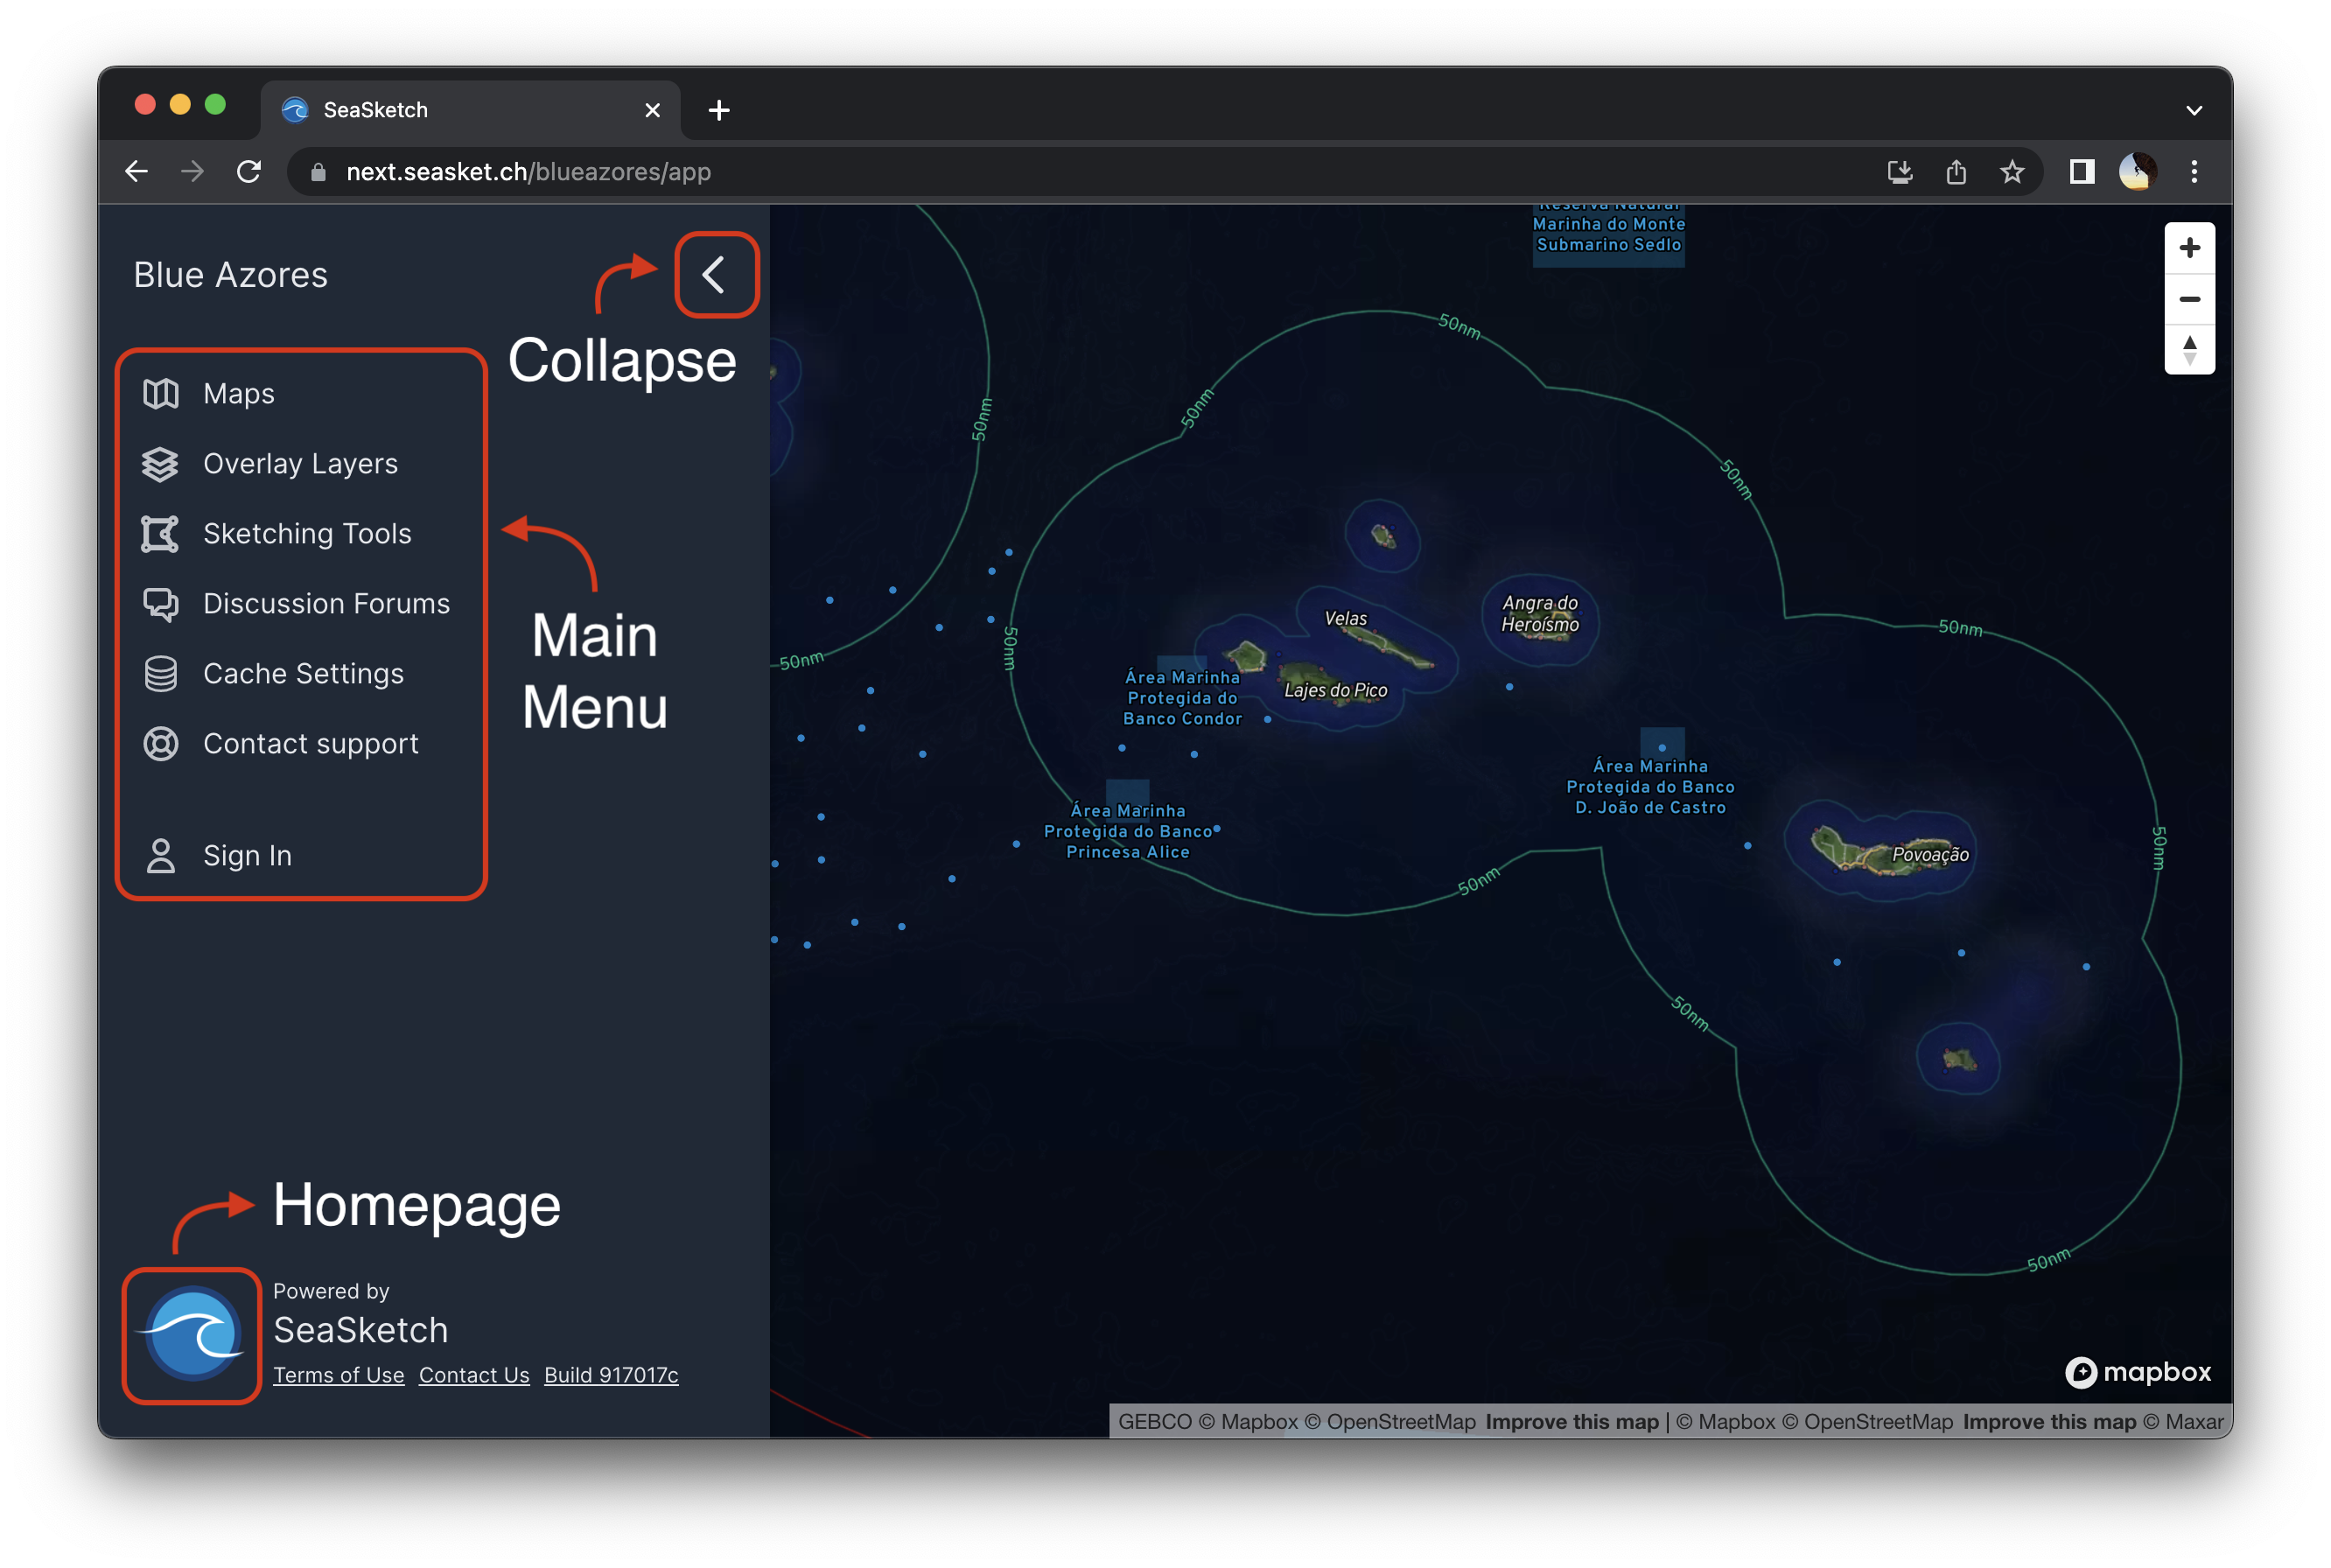 SeaSketch
next.seasket.ch/blueazores/app
Blue Azores
Collapse
Maps
Overlay Layers
Sketching Tools
Discussion Forums
Cache Settings
Contact support
Sign In
Main
Menu
Homepage
Powered by
SeaSketch
Terms of Use Contact Us Build 917017c
Reserva Natural
Marinha do Monte
Submarino Sedlo
50nm
50nm
50nm
50nm
50nm
50nm
50nm
50nm
50nm
50nm
50nm
Velas
Angra do
Heroísmo
Lajes do Pico
Área Marinha
Protegida do
Banco Condor
Área Marinha
Protegida do Banco
D. João de Castro
Área Marinha
Protegida do Banco
Princesa Alice
Povoação
mapbox
GEBCO © Mapbox © OpenStreetMap Improve this map | © Mapbox © OpenStreetMap Improve this map © Maxar